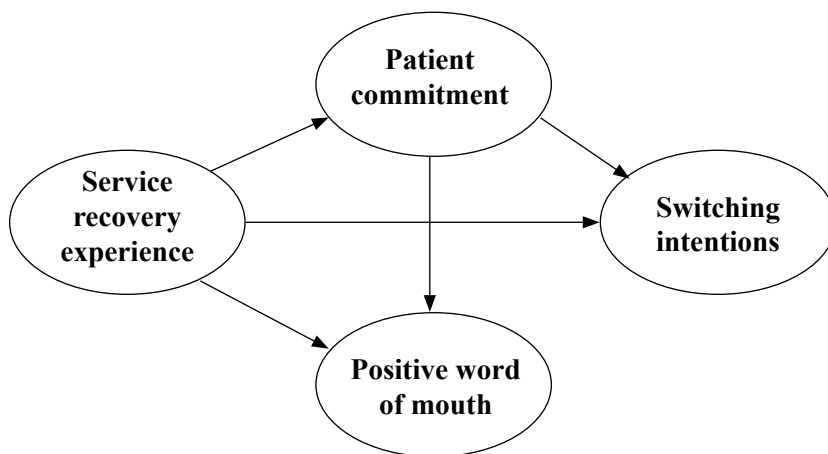 Patient
commitment
Service
recovery
experience
Switching
intentions
Positive word
of mouth